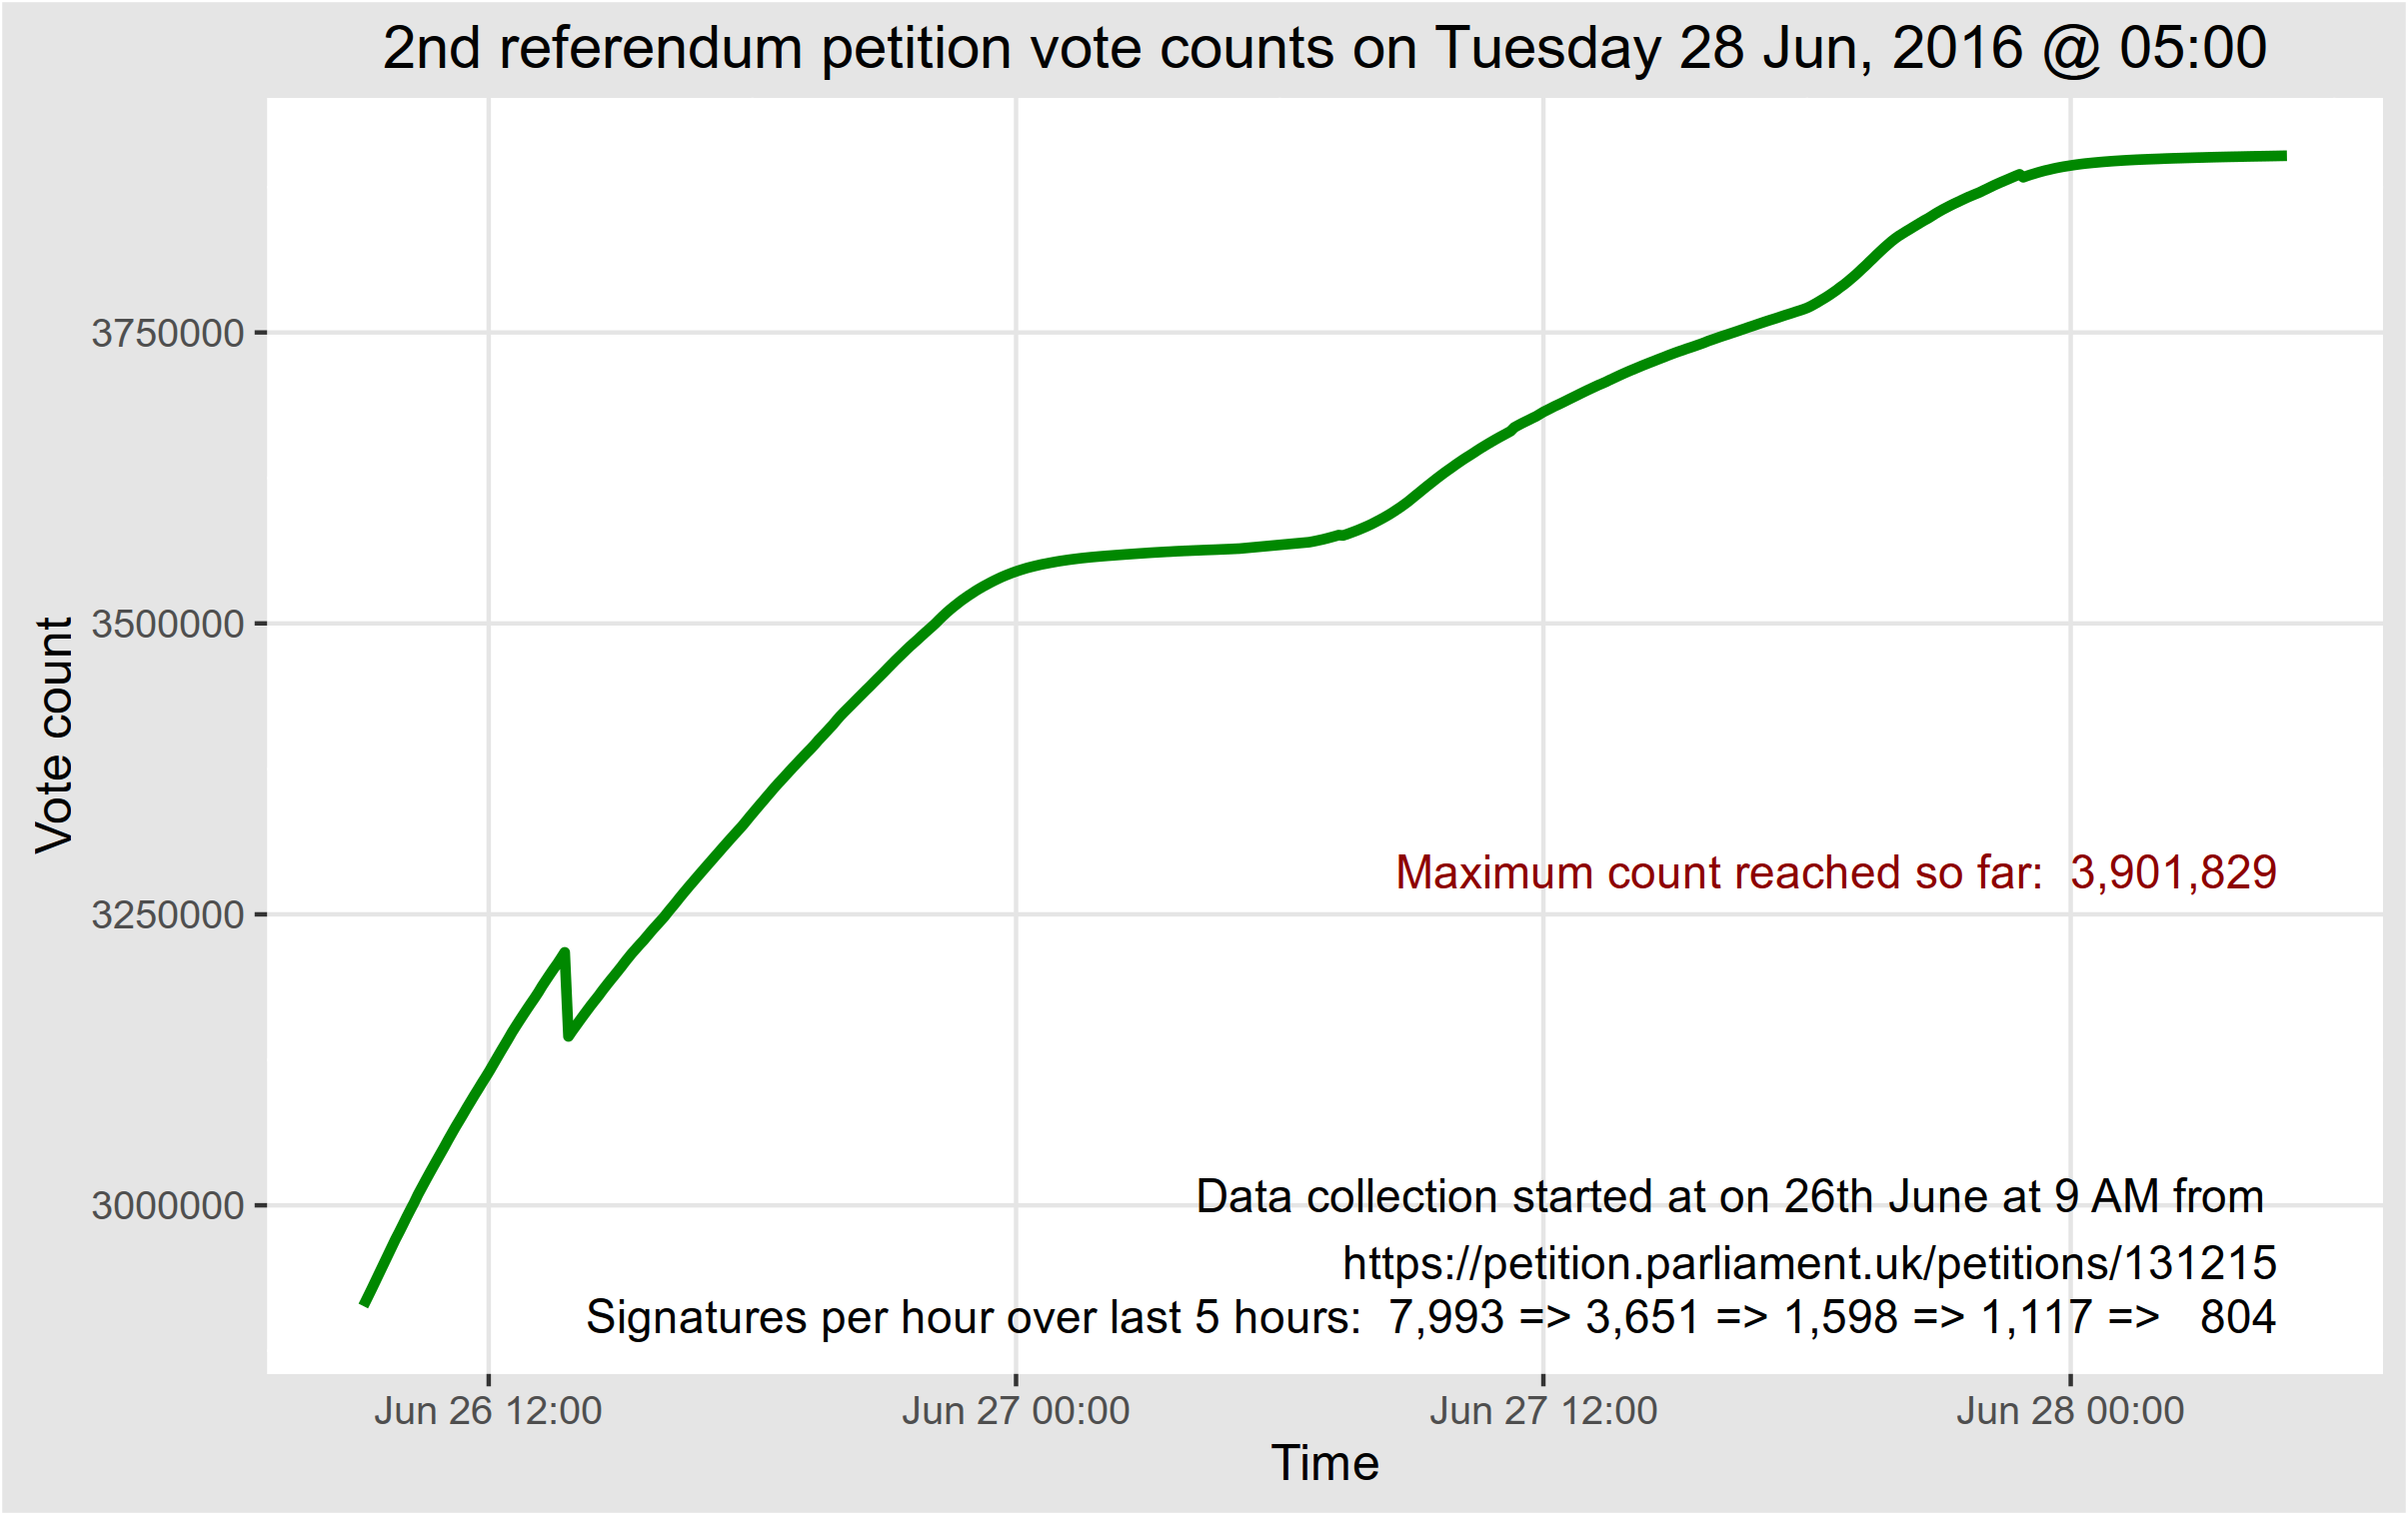 2nd referendum petition vote counts on Tuesday 28 Jun, 2016 @ 05:00
Vote count
3750000
3500000
3250000
3000000
Maximum count reached so far:  3,901,829
Data collection started at on 26th June at 9 AM from
https://petition.parliament.uk/petitions/131215
Signatures per hour over last 5 hours:  7,993 => 3,651 => 1,598 => 1,117 =>   804
Jun 26 12:00 Jun 27 00:00 Jun 27 12:00 Jun 28 00:00
Time